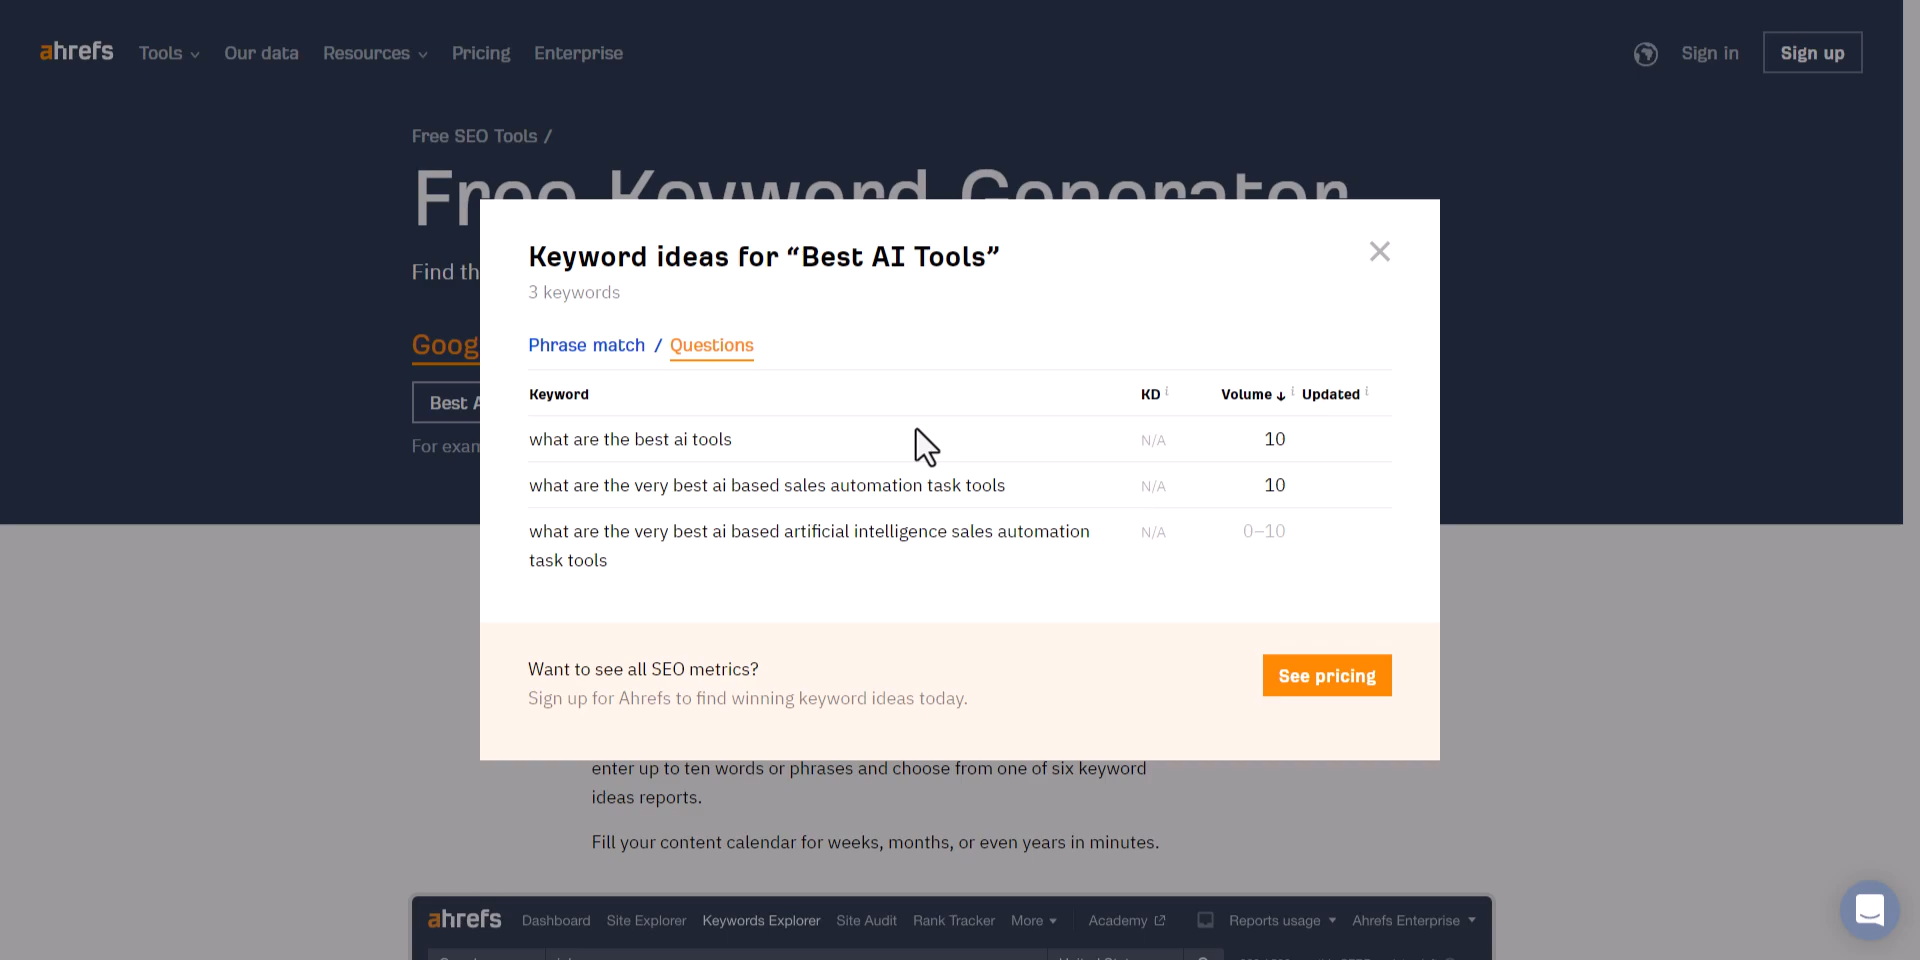 ahrefs Tools Our data Resources Pricing Enterprise Sign in Sign up
Free SEO Tools /
Free Keyword Generator
Find th
Goog
Best A
For exam
Keyword ideas for “Best AI Tools”
3 keywords
Phrase match / Questions
Keyword KD i Volume ↓ i Updated i
what are the best ai tools N/A 10
what are the very best ai based sales automation task tools N/A 10
what are the very best ai based artificial intelligence sales automation N/A 0–10
task tools
Want to see all SEO metrics?
Sign up for Ahrefs to find winning keyword ideas today.
See pricing
enter up to ten words or phrases and choose from one of six keyword
ideas reports.
Fill your content calendar for weeks, months, or even years in minutes.
ahrefs Dashboard Site Explorer Keywords Explorer Site Audit Rank Tracker More Academy Reports usage Ahrefs Enterprise